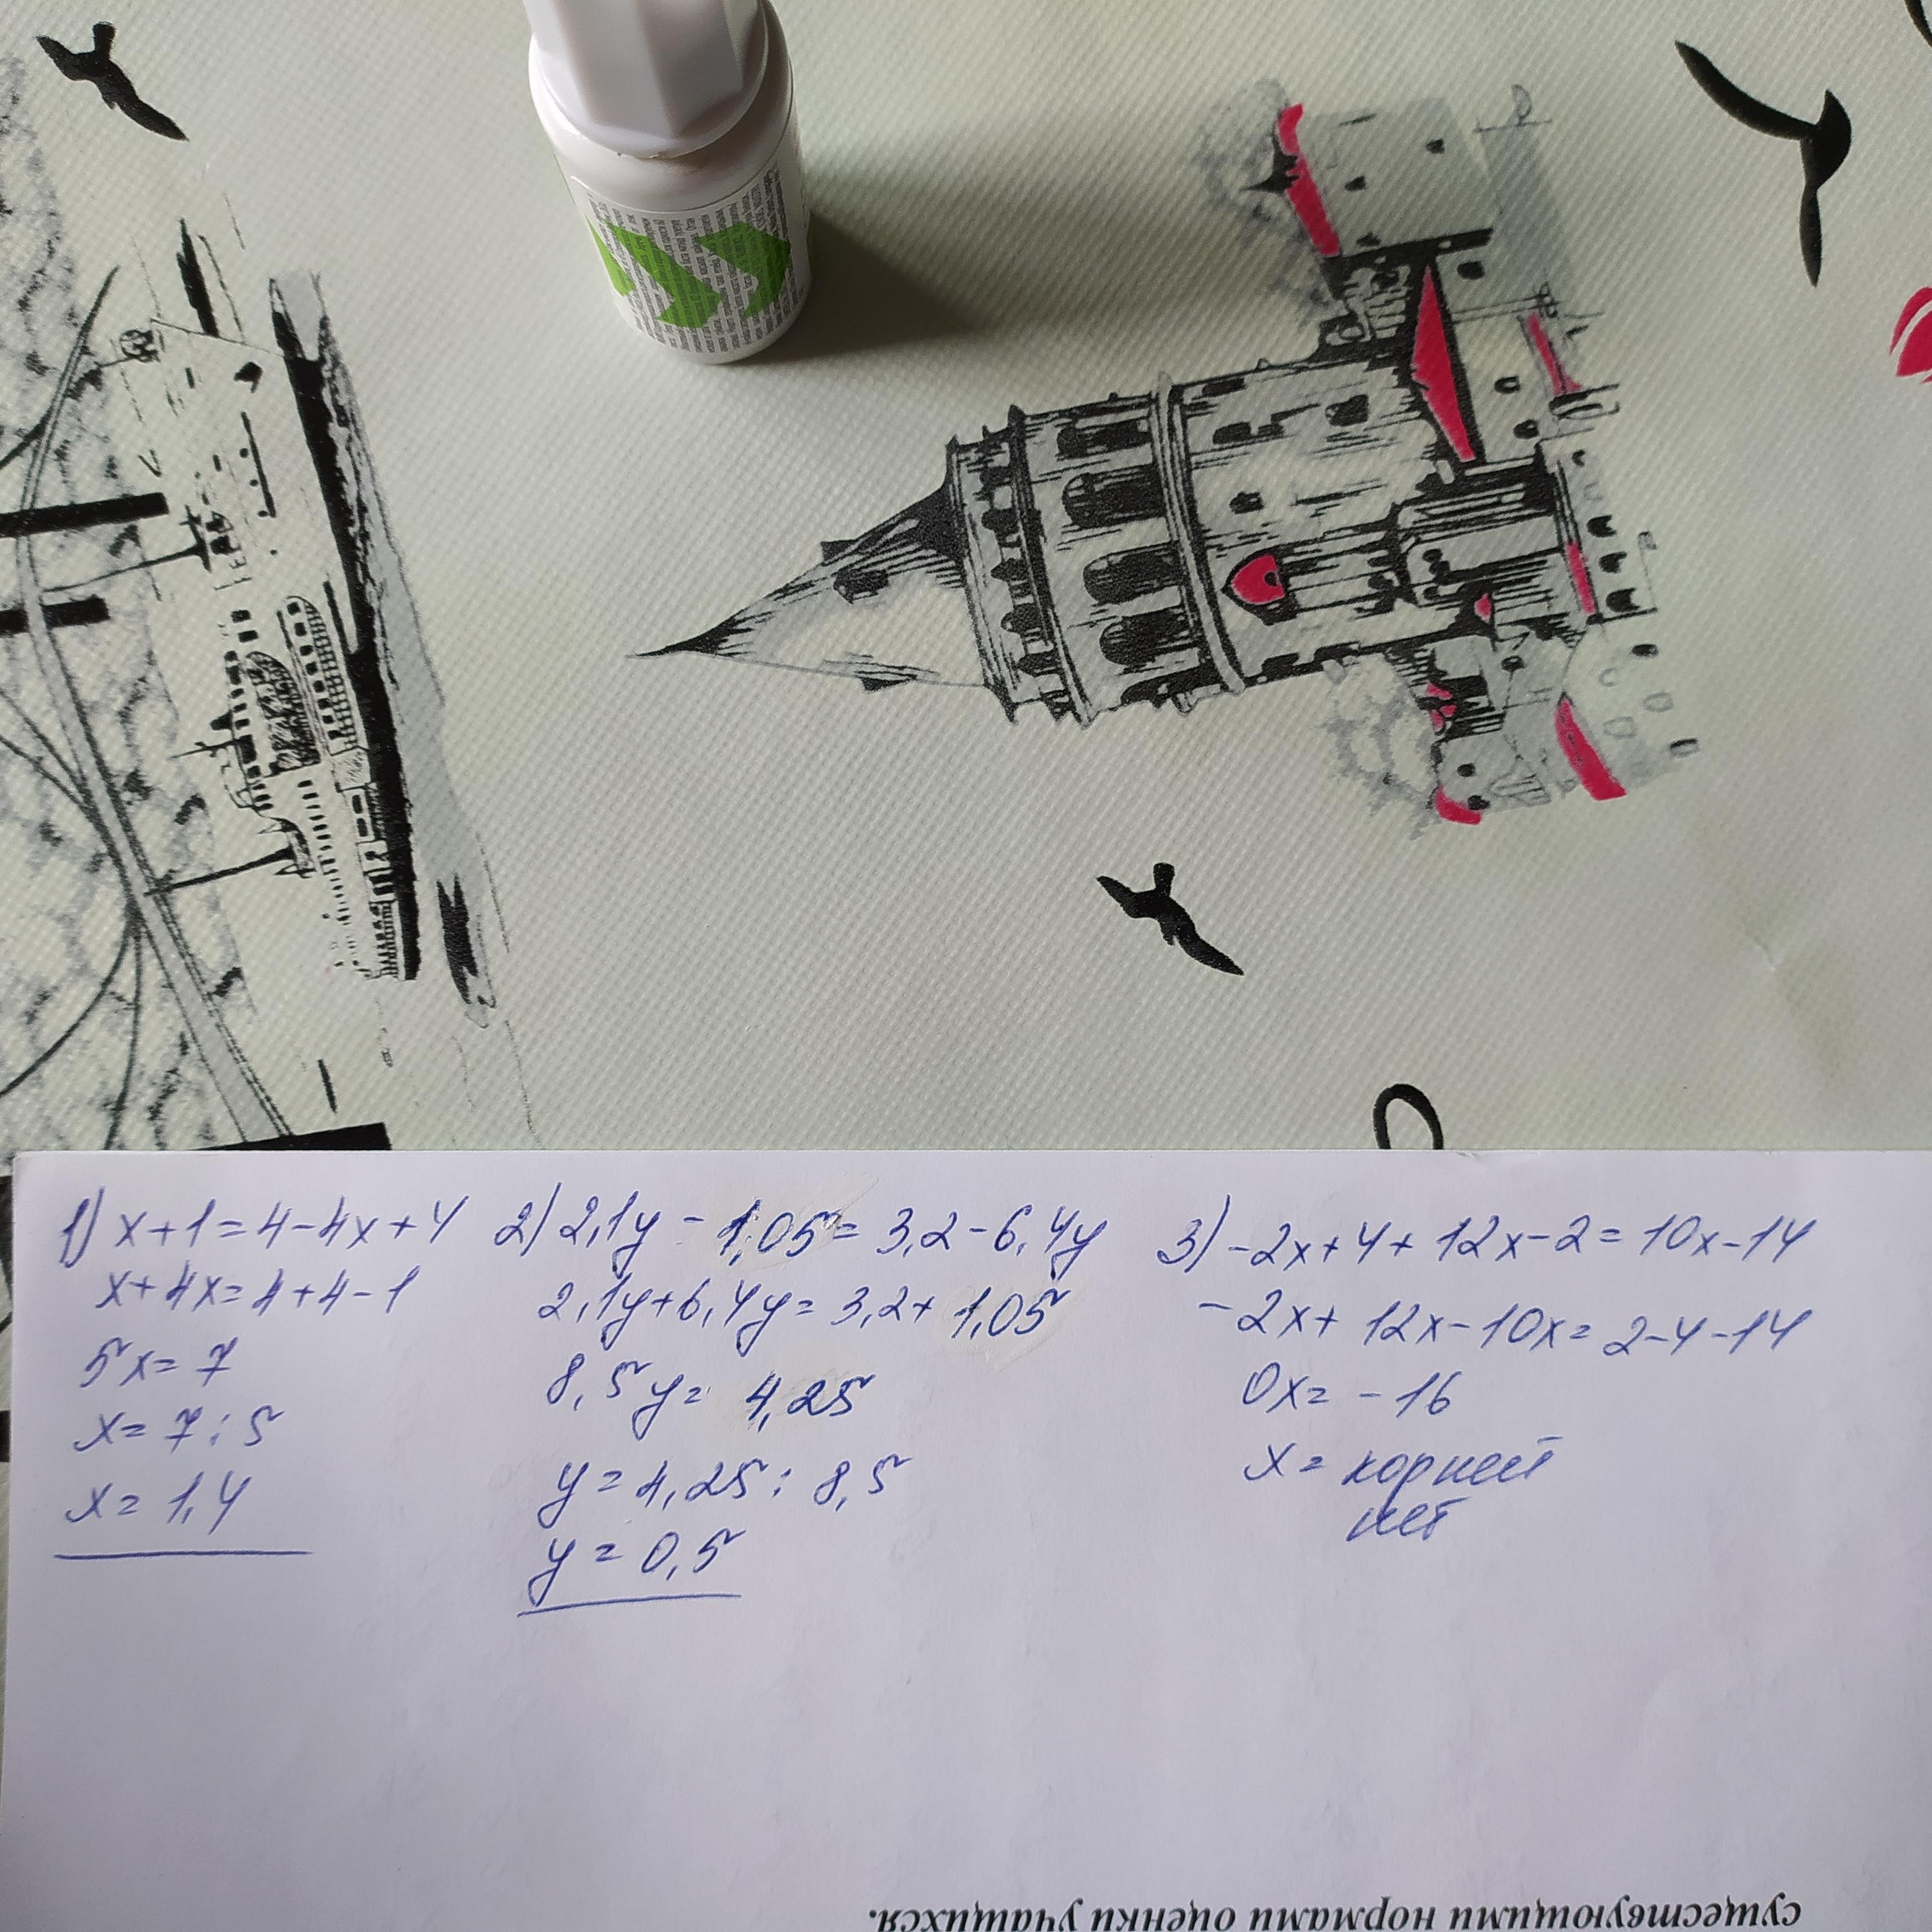 1) x+1=4-4x+4
x+4x=4+4-1
5x=7
x=7:5
x=1,4
2) 2,1y-1,05=3,2-6,4y
2,1y+6,4y=3,2+1,05
8,5y=4,25
y=4,25:8,5
y=0,5
3) -2x+4+12x-2=10x-14
-2x+12x-10x=2-4-14
0x=-16
x=корней
нет
существующими нормами оценки учащихся.